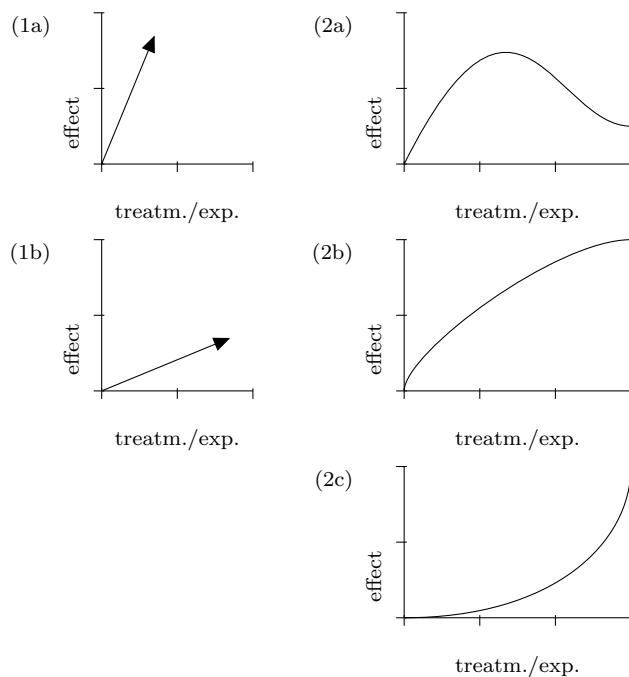 (1a)
effect
treatm./exp.
(2a)
effect
treatm./exp.
(1b)
effect
treatm./exp.
(2b)
effect
treatm./exp.
(2c)
effect
treatm./exp.